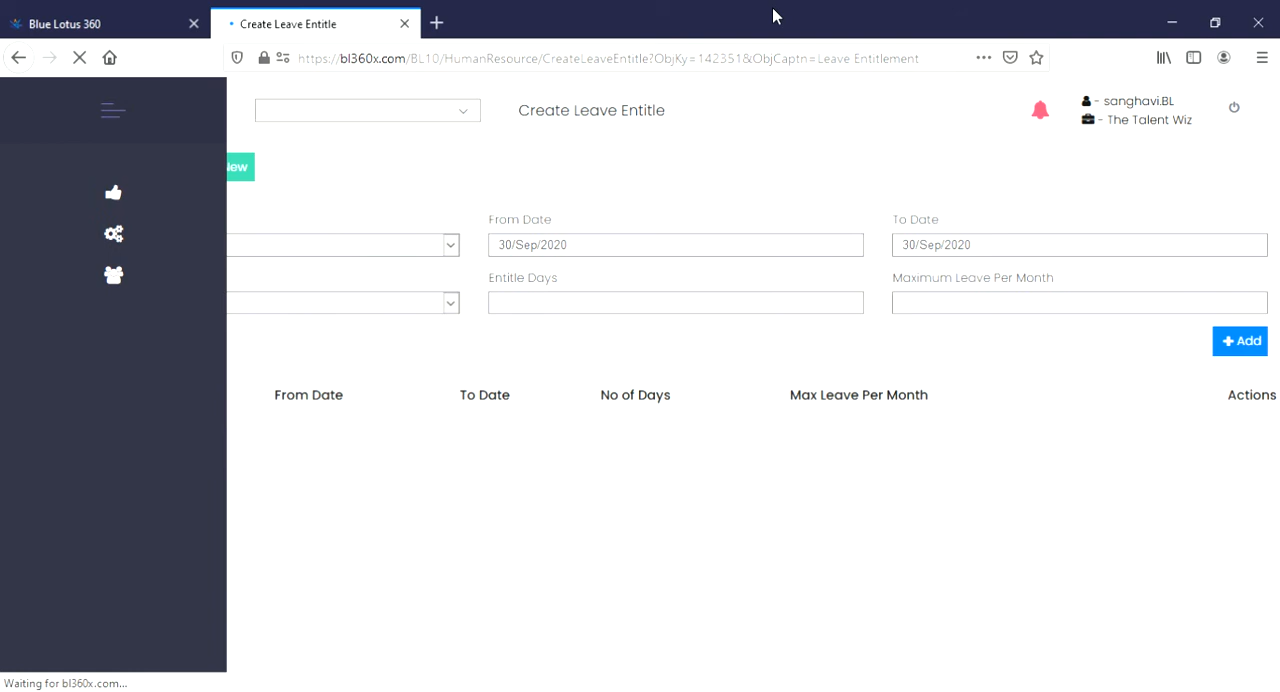 Blue Lotus 360
Create Leave Entitle
https://bl360x.com/BL10/HumanResource/CreateLeaveEntitle?ObjKy=142351&ObjCaptn=Leave Entitlement
Create Leave Entitle
- sanghavi.BL
- The Talent Wiz
New
From Date
To Date
30/Sep/2020
30/Sep/2020
Entitle Days
Maximum Leave Per Month
Add
From Date To Date No of Days Max Leave Per Month Actions
Waiting for bl360x.com...